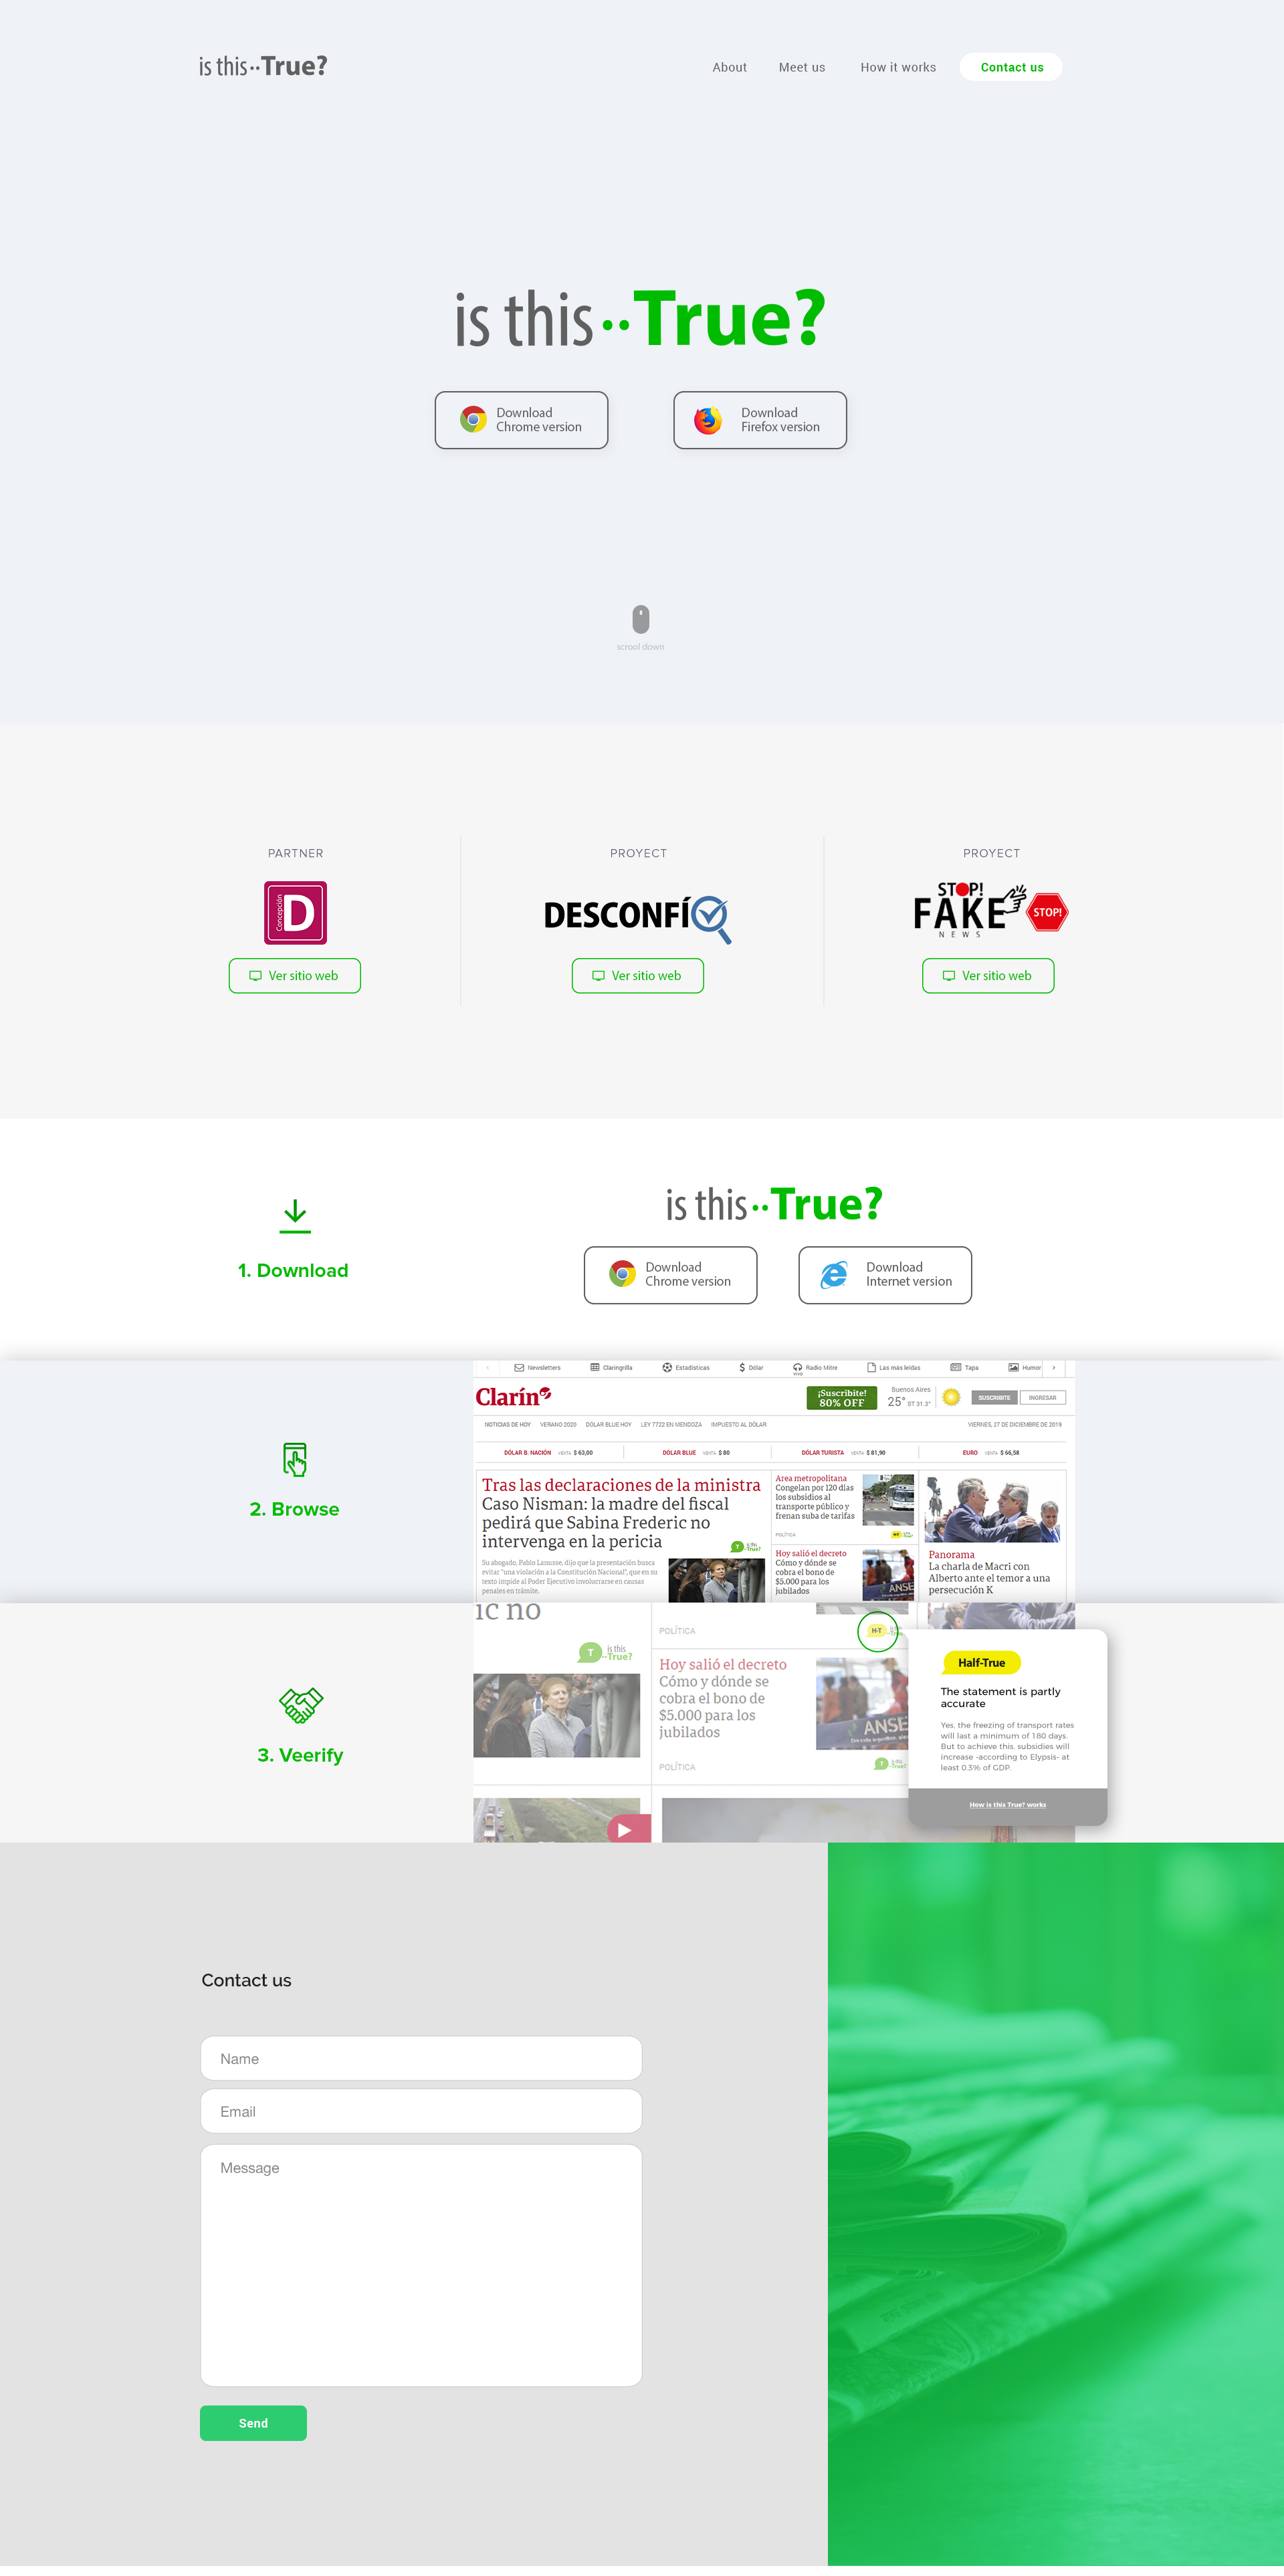 is this··True?
About
Meet us
How it works
Contact us
is this··True?
Download
Chrome version
Download
Firefox version
scrool down
PARTNER
Concepción
D
Ver sitio web
PROYECT
DESCONFÍ
Ver sitio web
PROYECT
STOP!
FAKE
NEWS
STOP!
Ver sitio web
1. Download
is this··True?
Download
Chrome version
Download
Internet version
2. Browse
Newsletters
Claringrilla
Estadísticas
Dólar
Radio Mitre
VIVO
Las más leídas
Tapa
Humor
Clarín
¡Suscribite!
80% OFF
Buenos Aires
25° ST 31.3°
SUSCRIBITE
INGRESAR
NOTICIAS DE HOY
VERANO 2020
DÓLAR BLUE HOY
LEY 7722 EN MENDOZA
IMPUESTO AL DÓLAR
VIERNES, 27 DE DICIEMBRE DE 2019
DÓLAR B. NACIÓN VENTA $ 63,00
DÓLAR BLUE VENTA $ 80
DÓLAR TURISTA VENTA $ 81,90
EURO VENTA $ 66,58
Tras las declaraciones de la ministra
Caso Nisman: la madre del fiscal
pedirá que Sabina Frederic no
intervenga en la pericia
T is this ··True?
Su abogado, Pablo Lanusse, dijo que la presentación busca
evitar "una violación a la Constitución Nacional", que en su
texto impide al Poder Ejecutivo involucrarse en causas
penales en trámite.
Area metropolitana
Congelan por 120 días
los subsidios al
transporte público y
frenan suba de tarifas
POLÍTICA
H-T
Hoy salió el decreto
Cómo y dónde se
cobra el bono de
$5.000 para los
jubilados
ANSE
Panorama
La charla de Macri con
Alberto ante el temor a una
persecución K
3. Veerify
ic no
T is this ··True?
POLÍTICA
H-T
Hoy salió el decreto
Cómo y dónde se
cobra el bono de
$5.000 para los
jubilados
ANSE
POLÍTICA
T is this ··True?
Half-True
The statement is partly
accurate
Yes, the freezing of transport rates
will last a minimum of 180 days.
But to achieve this, subsidies will
increase -according to Elypsis- at
least 0.3% of GDP.
How is this True? works
Contact us
Name
Email
Message
Send